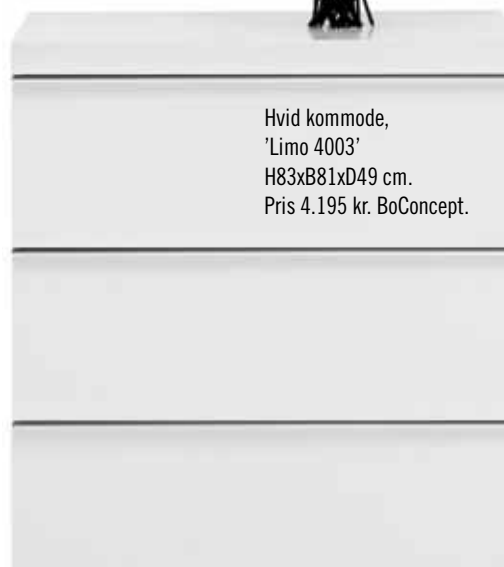 Hvid kommode,
’Limo 4003’
H83xB81xD49 cm.
Pris 4.195 kr. BoConcept.